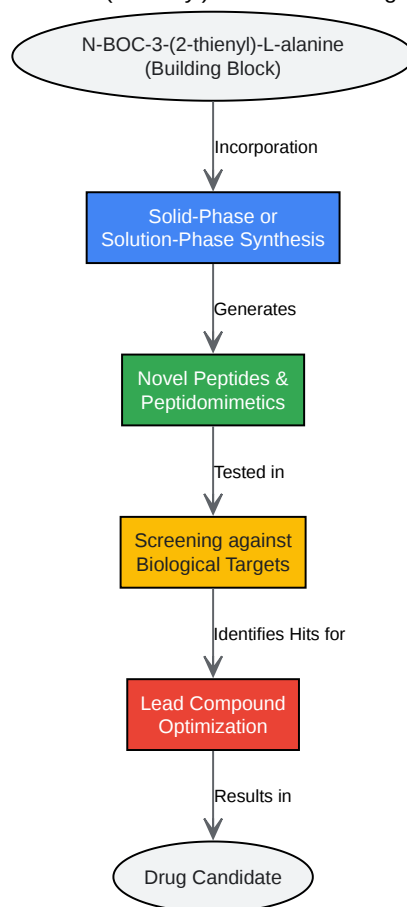 N-BOC-3-(2-thienyl)-L-alanine
(Building Block)
Incorporation
Solid-Phase or
Solution-Phase Synthesis
Generates
Novel Peptides &
Peptidomimetics
Tested in
Screening against
Biological Targets
Identifies Hits for
Lead Compound
Optimization
Results in
Drug Candidate